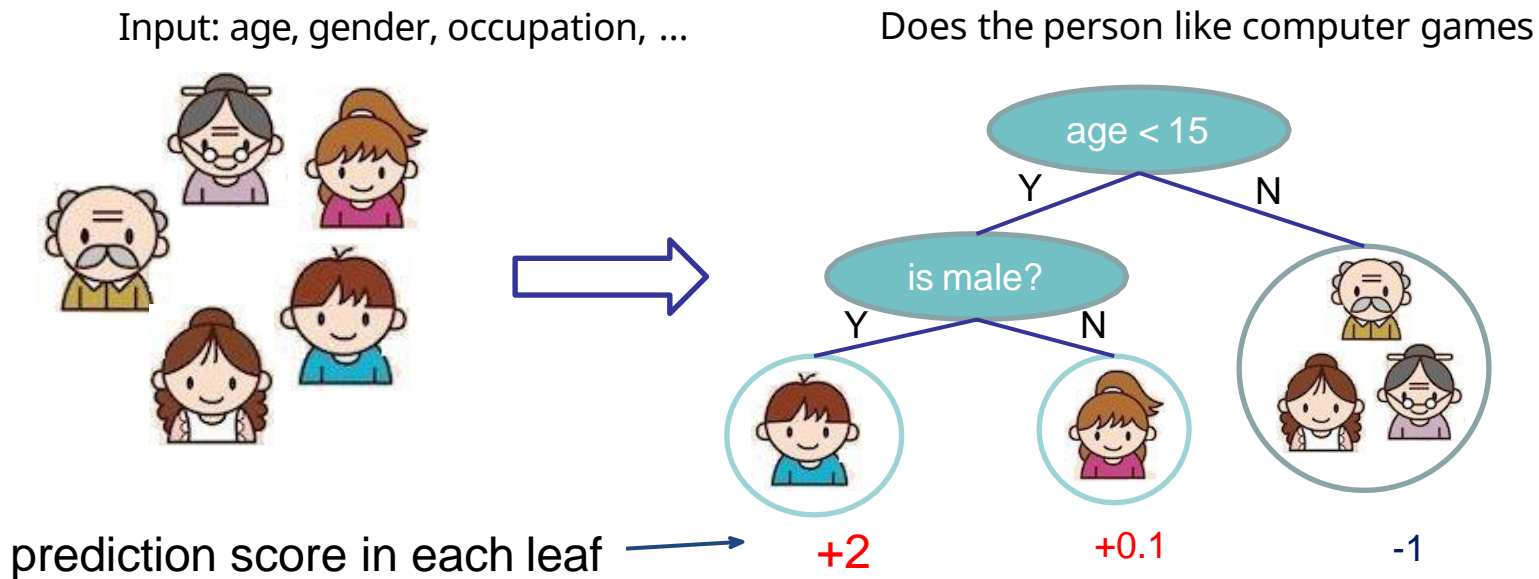 Input: age, gender, occupation, ...
Does the person like computer games
age < 15
Y
N
is male?
Y
N
prediction score in each leaf
+2
+0.1
-1